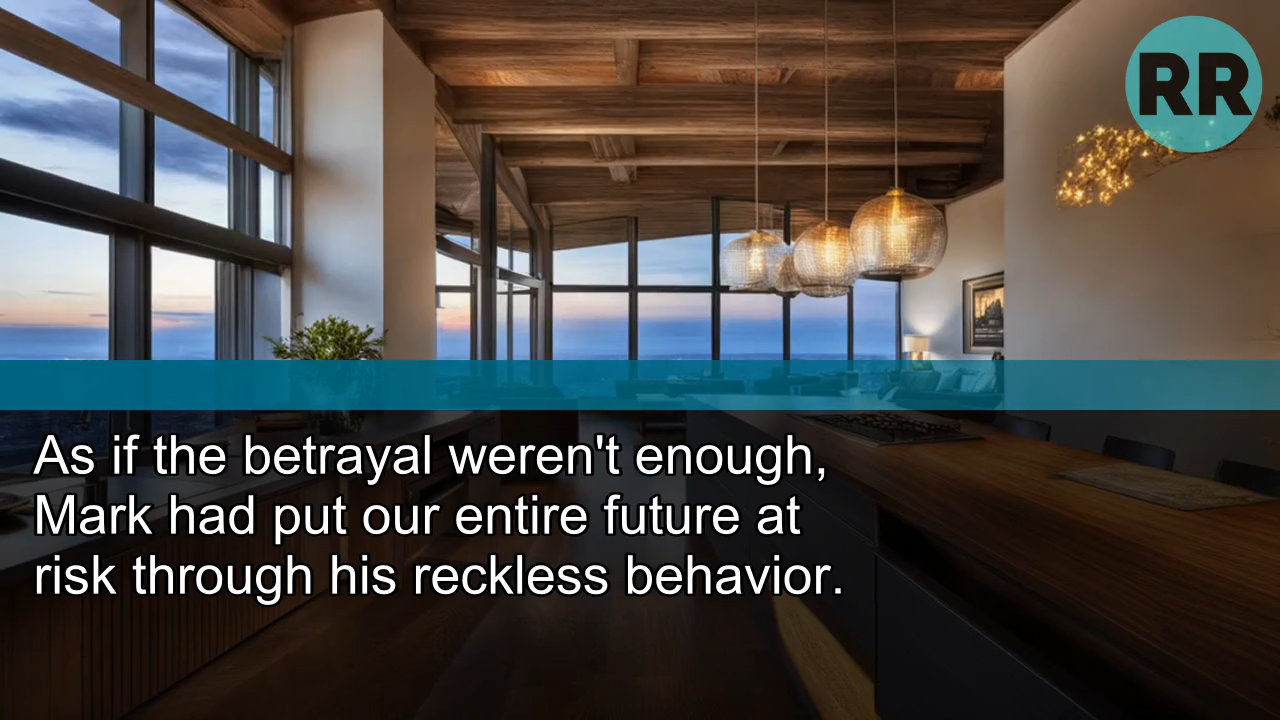 RR
As if the betrayal weren't enough,
Mark had put our entire future at
risk through his reckless behavior.